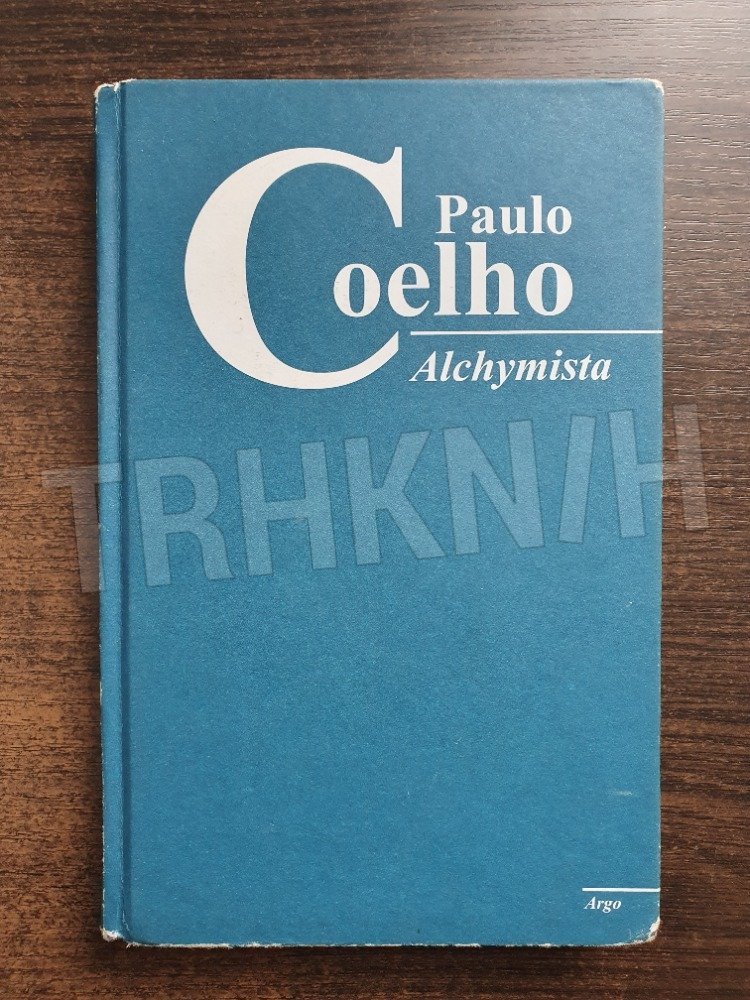 Paulo
Coelho
Alchymista
TRHKNIH
Argo